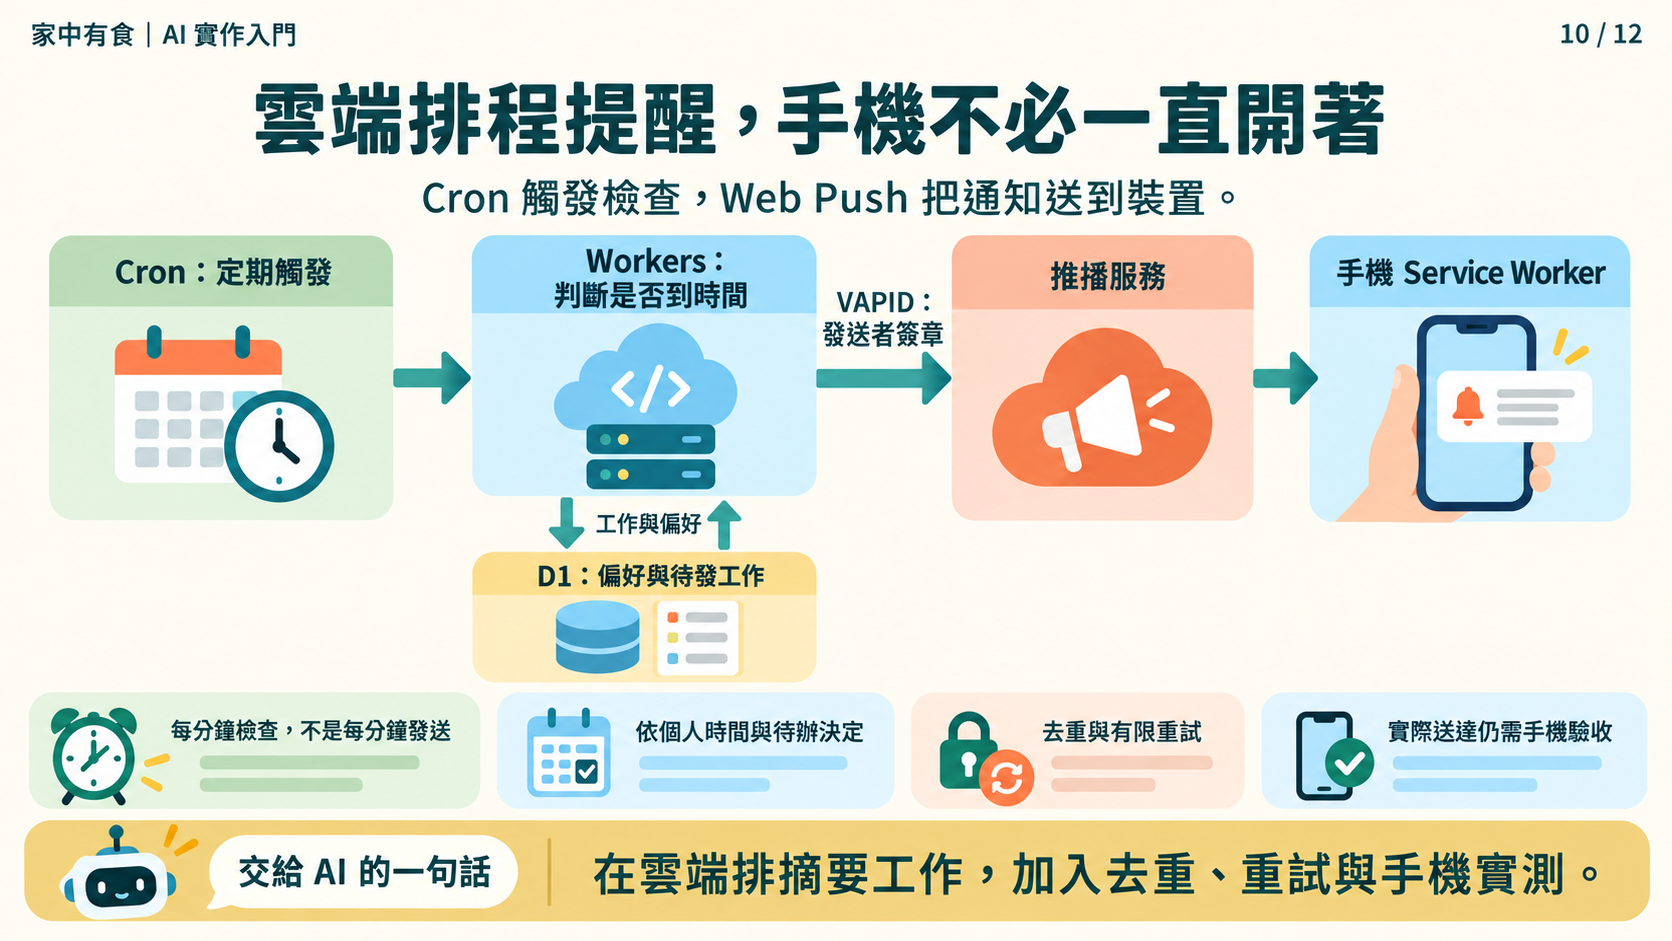 家中有食｜AI 實作入門
10 / 12
雲端排程提醒，手機不必一直開著
Cron 觸發檢查，Web Push 把通知送到裝置。
Cron：定期觸發
Workers：
判斷是否到時間
VAPID：
發送者簽章
推播服務
手機 Service Worker
</>
工作與偏好
D1：偏好與待發工作
每分鐘檢查，不是每分鐘發送
依個人時間與待辦決定
去重與有限重試
實際送達仍需手機驗收
交給 AI 的一句話
在雲端排摘要工作，加入去重、重試與手機實測。